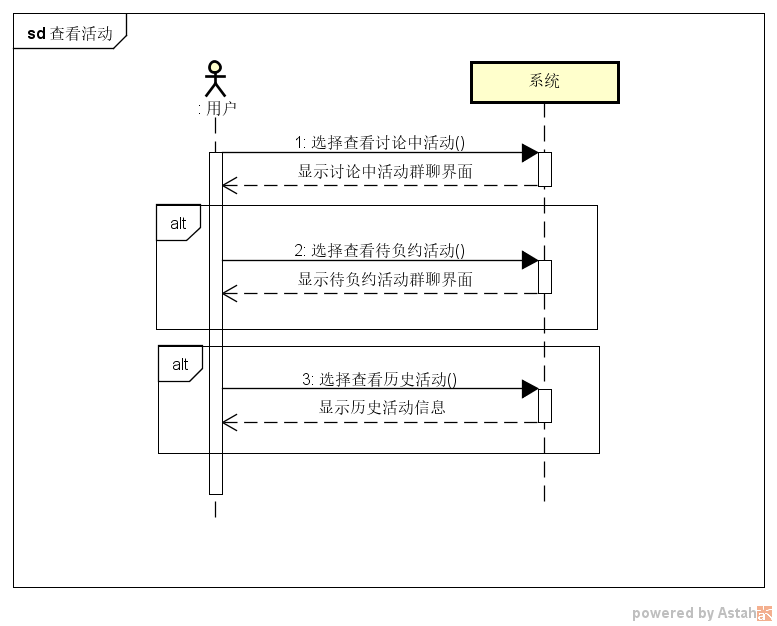 sd 查看活动
: 用户
系统
1: 选择查看讨论中活动()
显示讨论中活动群聊界面
alt
2: 选择查看待负约活动()
显示待负约活动群聊界面
alt
3: 选择查看历史活动()
显示历史活动信息
powered by Astah